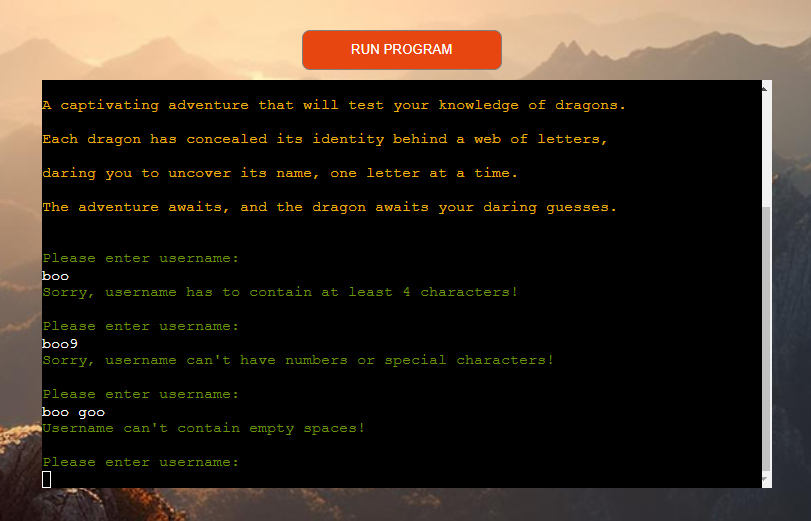 RUN PROGRAM
A captivating adventure that will test your knowledge of dragons.
Each dragon has concealed its identity behind a web of letters,
daring you to uncover its name, one letter at a time.
The adventure awaits, and the dragon awaits your daring guesses.
Please enter username:
boo
Sorry, username has to contain at least 4 characters!
Please enter username:
boo9
Sorry, username can't have numbers or special characters!
Please enter username:
boo goo
Username can't contain empty spaces!
Please enter username: